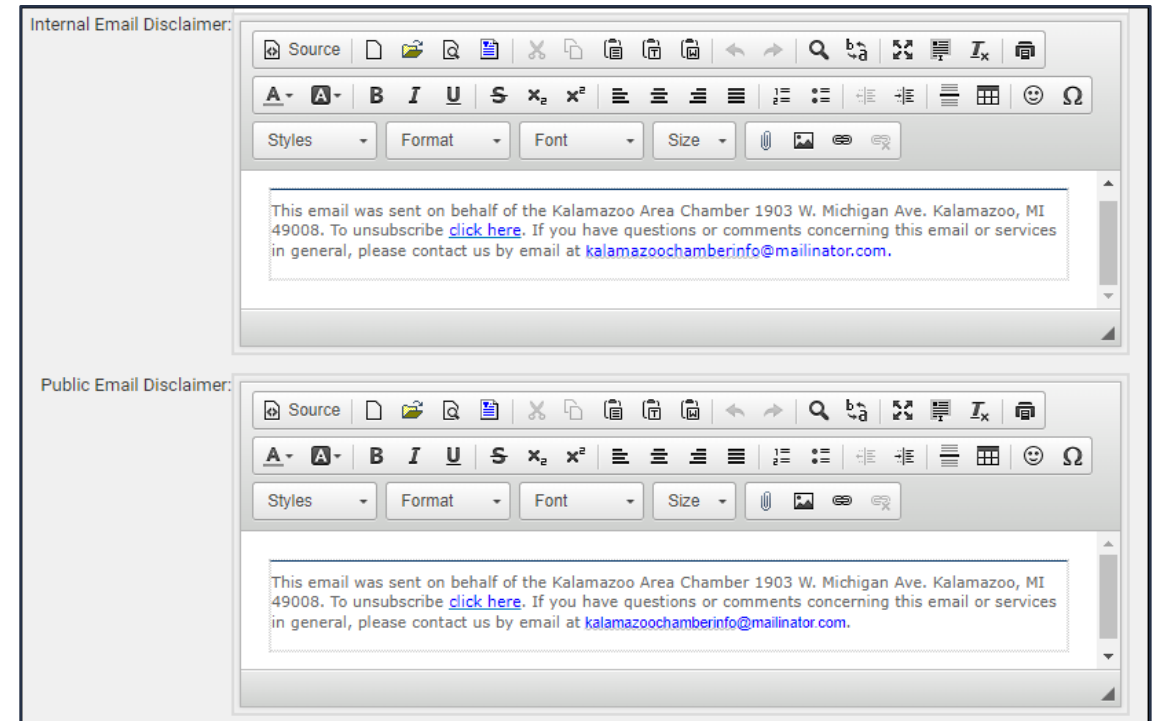 Internal Email Disclaimer:
Source
Styles Format Font Size
This email was sent on behalf of the Kalamazoo Area Chamber 1903 W. Michigan Ave. Kalamazoo, MI
49008. To unsubscribe click here. If you have questions or comments concerning this email or services
in general, please contact us by email at kalamazoochamberinfo@mailinator.com.
Public Email Disclaimer:
Source
Styles Format Font Size
This email was sent on behalf of the Kalamazoo Area Chamber 1903 W. Michigan Ave. Kalamazoo, MI
49008. To unsubscribe click here. If you have questions or comments concerning this email or services
in general, please contact us by email at kalamazoochamberinfo@mailinator.com.